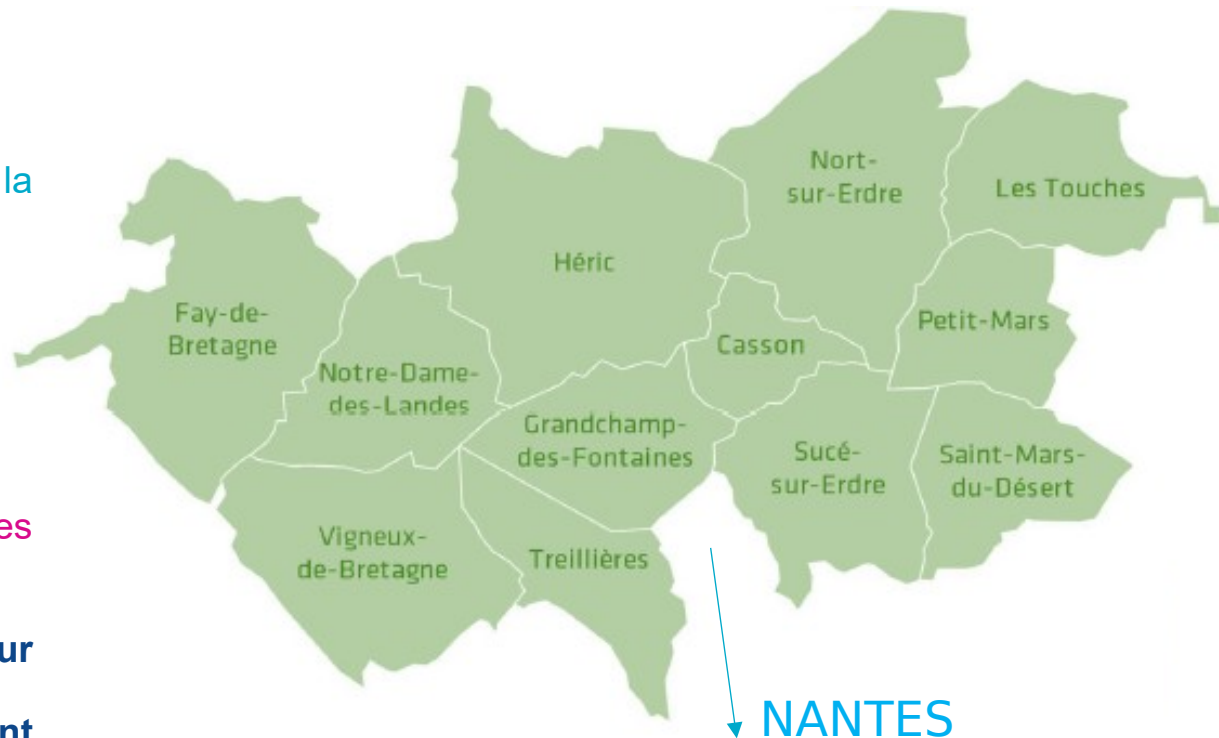 la
es
ur
nt
Nort-
sur-Erdre
Les Touches
Héric
Fay-de-
Bretagne
Petit-Mars
Casson
Notre-Dame-
des-Landes
Grandchamp-
des-Fontaines
Sucé-
sur-Erdre
Saint-Mars-
du-Désert
Vigneux-
de-Bretagne
Treillières
NANTES